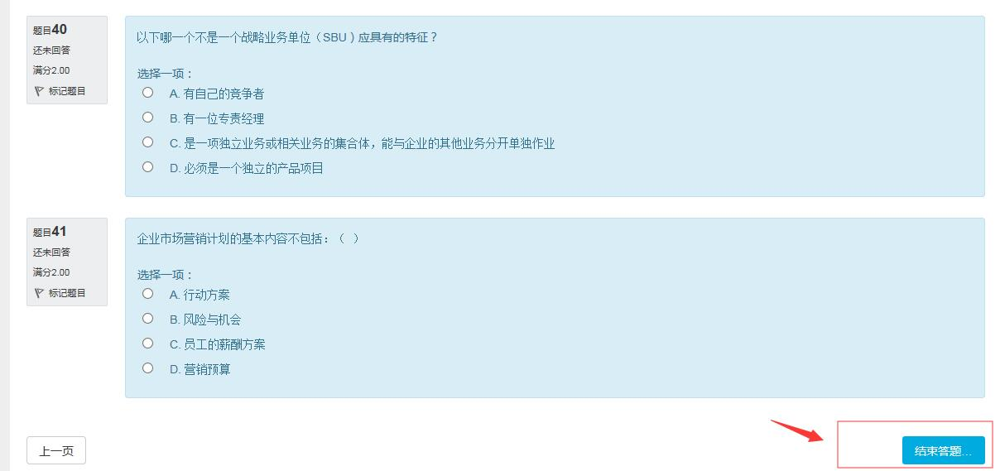 题目40
还未回答
满分2.00
标记题目
以下哪一个不是一个战略业务单位（SBU）应具有的特征？
选择一项：
A. 有自己的竞争者
B. 有一位专责经理
C. 是一项独立业务或相关业务的集合体，能与企业的其他业务分开单独作业
D. 必须是一个独立的产品项目
题目41
还未回答
满分2.00
标记题目
企业市场营销计划的基本内容不包括：（ ）
选择一项：
A. 行动方案
B. 风险与机会
C. 员工的薪酬方案
D. 营销预算
上一页
结束答题...